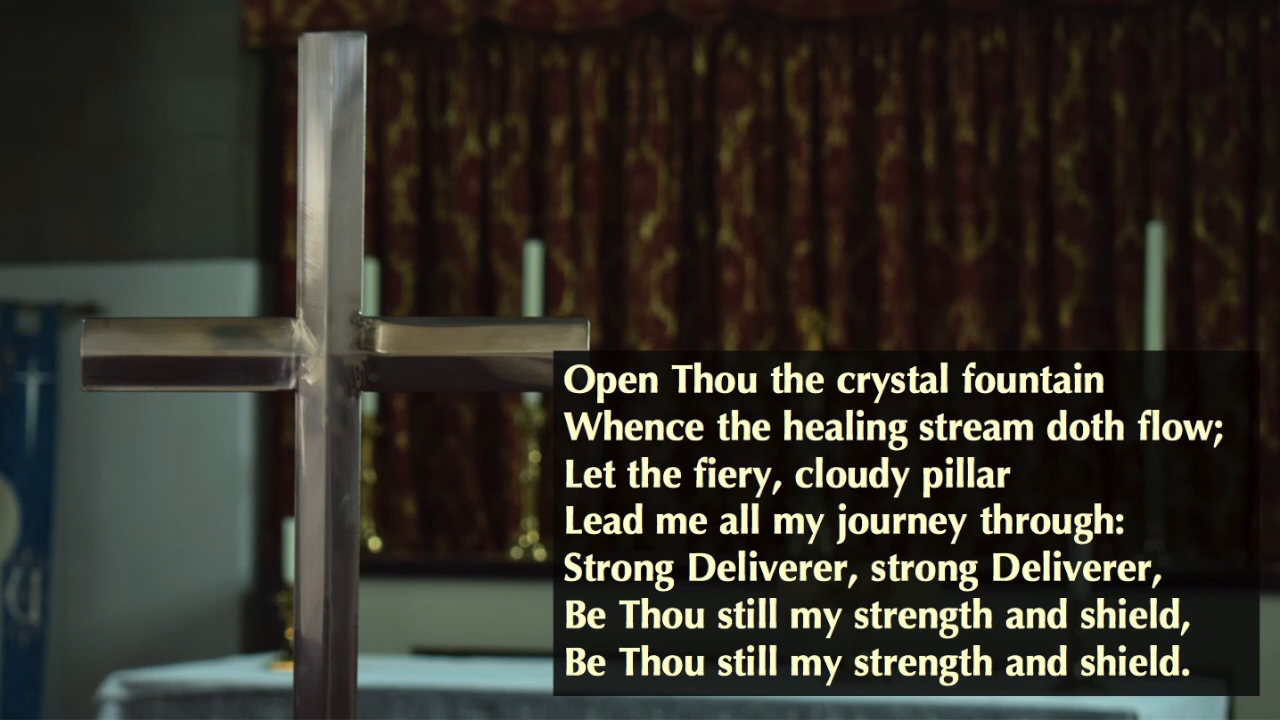 Open Thou the crystal fountain
Whence the healing stream doth flow;
Let the fiery, cloudy pillar
Lead me all my journey through:
Strong Deliverer, strong Deliverer,
Be Thou still my strength and shield,
Be Thou still my strength and shield.